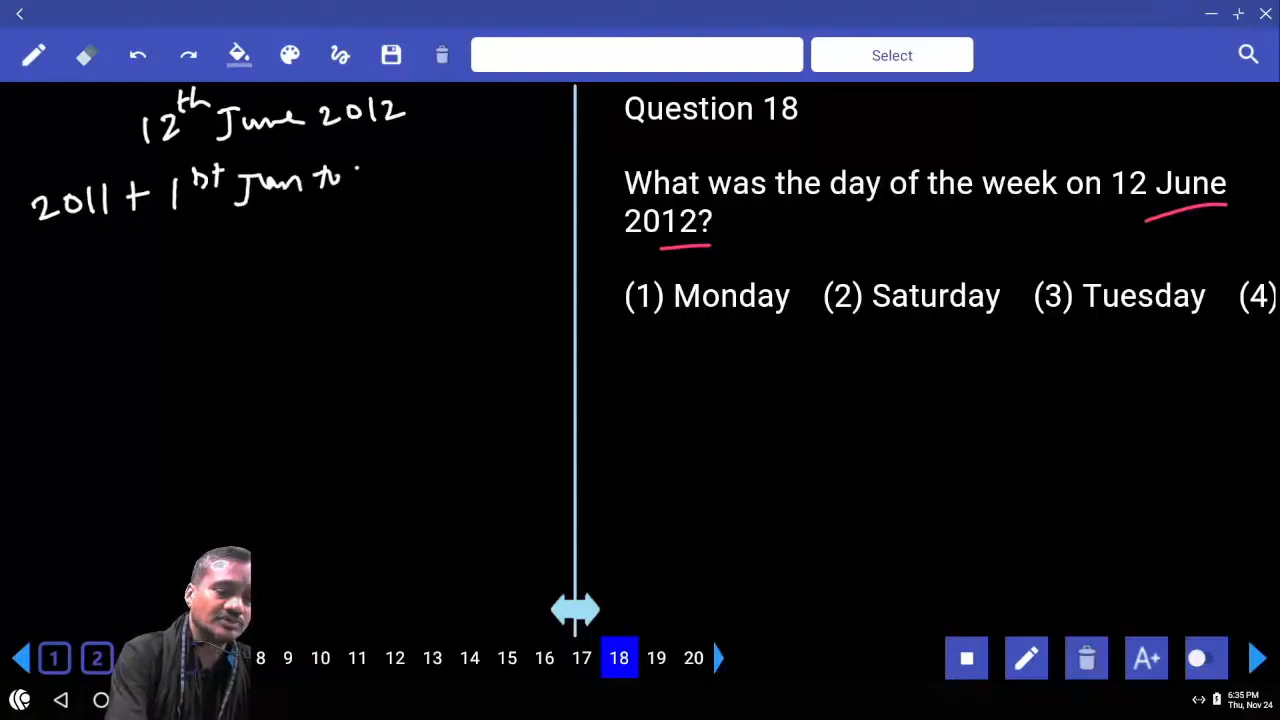 Select
12th June 2012
2011 + 1st Jan to
Question 18
What was the day of the week on 12 June
2012?
(1) Monday (2) Saturday (3) Tuesday (4)
1 2 8 9 10 11 12 13 14 15 16 17 18 19 20
A+
6:35 PM
Thu, Nov 24